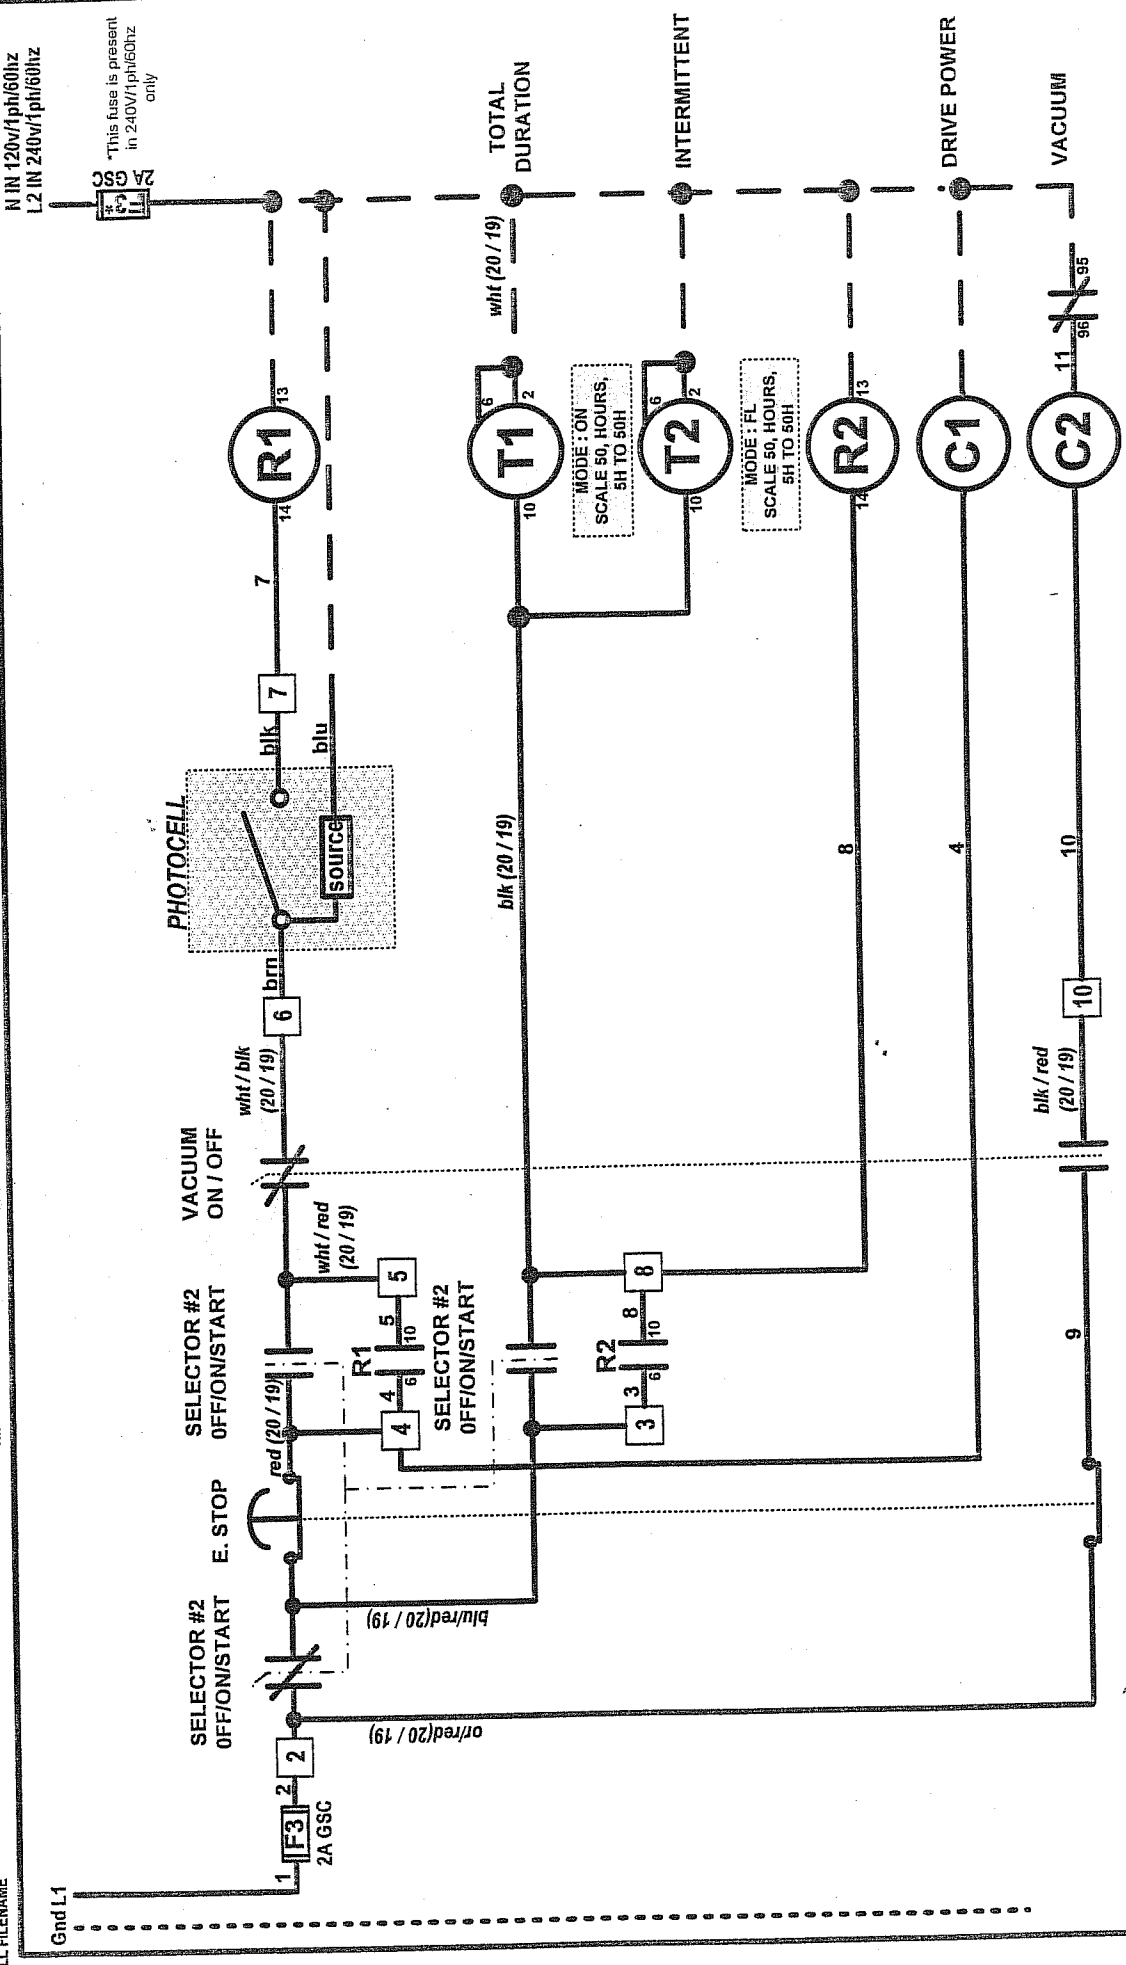 LL FILENAME
Gnd L1
N IN 120v/1ph/60hz
L2 IN 240v/1ph/60hz
*This fuse is present
in 240V/1ph/60hz
only
2A GSC
1
F3
2A GSC
2
2
SELECTOR #2
OFF/ON/START
E. STOP
red (20 / 19)
SELECTOR #2
OFF/ON/START
VACUUM
ON / OFF
wht / blk
(20 / 19)
6
brn
PHOTOCELL
source
blk
blu
7
7
14
R1
13
wht / red
(20 / 19)
4
4
6
R1
10
5
5
or/red(20 / 19)
blu/red(20 / 19)
SELECTOR #2
OFF/ON/START
blk (20 / 19)
10
T1
6
2
wht (20 / 19)
TOTAL
DURATION
MODE : ON
SCALE 50, HOURS,
5H TO 50H
10
T2
6
2
INTERMITTENT
MODE : FL
SCALE 50, HOURS,
5H TO 50H
3
3
6
R2
10
8
8
8
14
R2
13
4
C1
DRIVE POWER
9
blk / red
(20 / 19)
10
10
C2
11
96
95
VACUUM